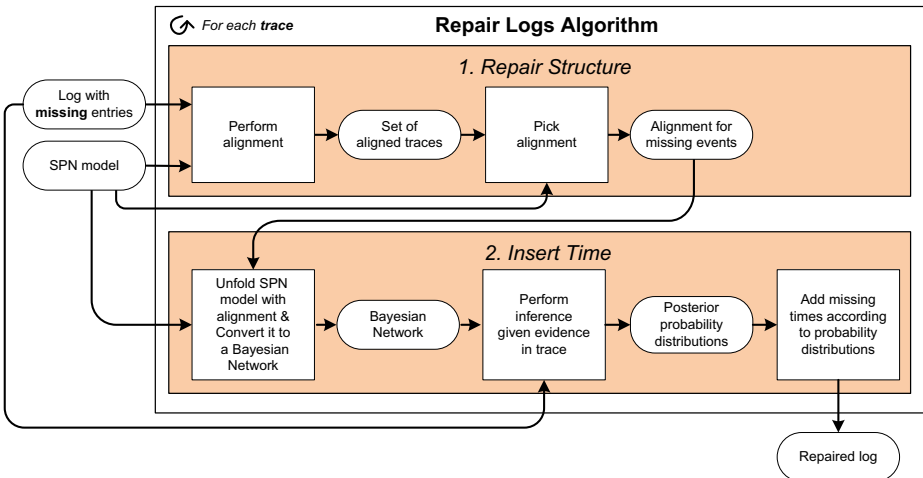 For each trace
Repair Logs Algorithm
1. Repair Structure
Log with
missing entries
SPN model
Perform
alignment
Set of
aligned traces
Pick
alignment
Alignment for
missing events
2. Insert Time
Unfold SPN
model with
alignment &
Convert it to
a Bayesian
Network
Bayesian
Network
Perform
inference
given evidence
in trace
Posterior
probability
distributions
Add missing
times according
to probability
distributions
Repaired log